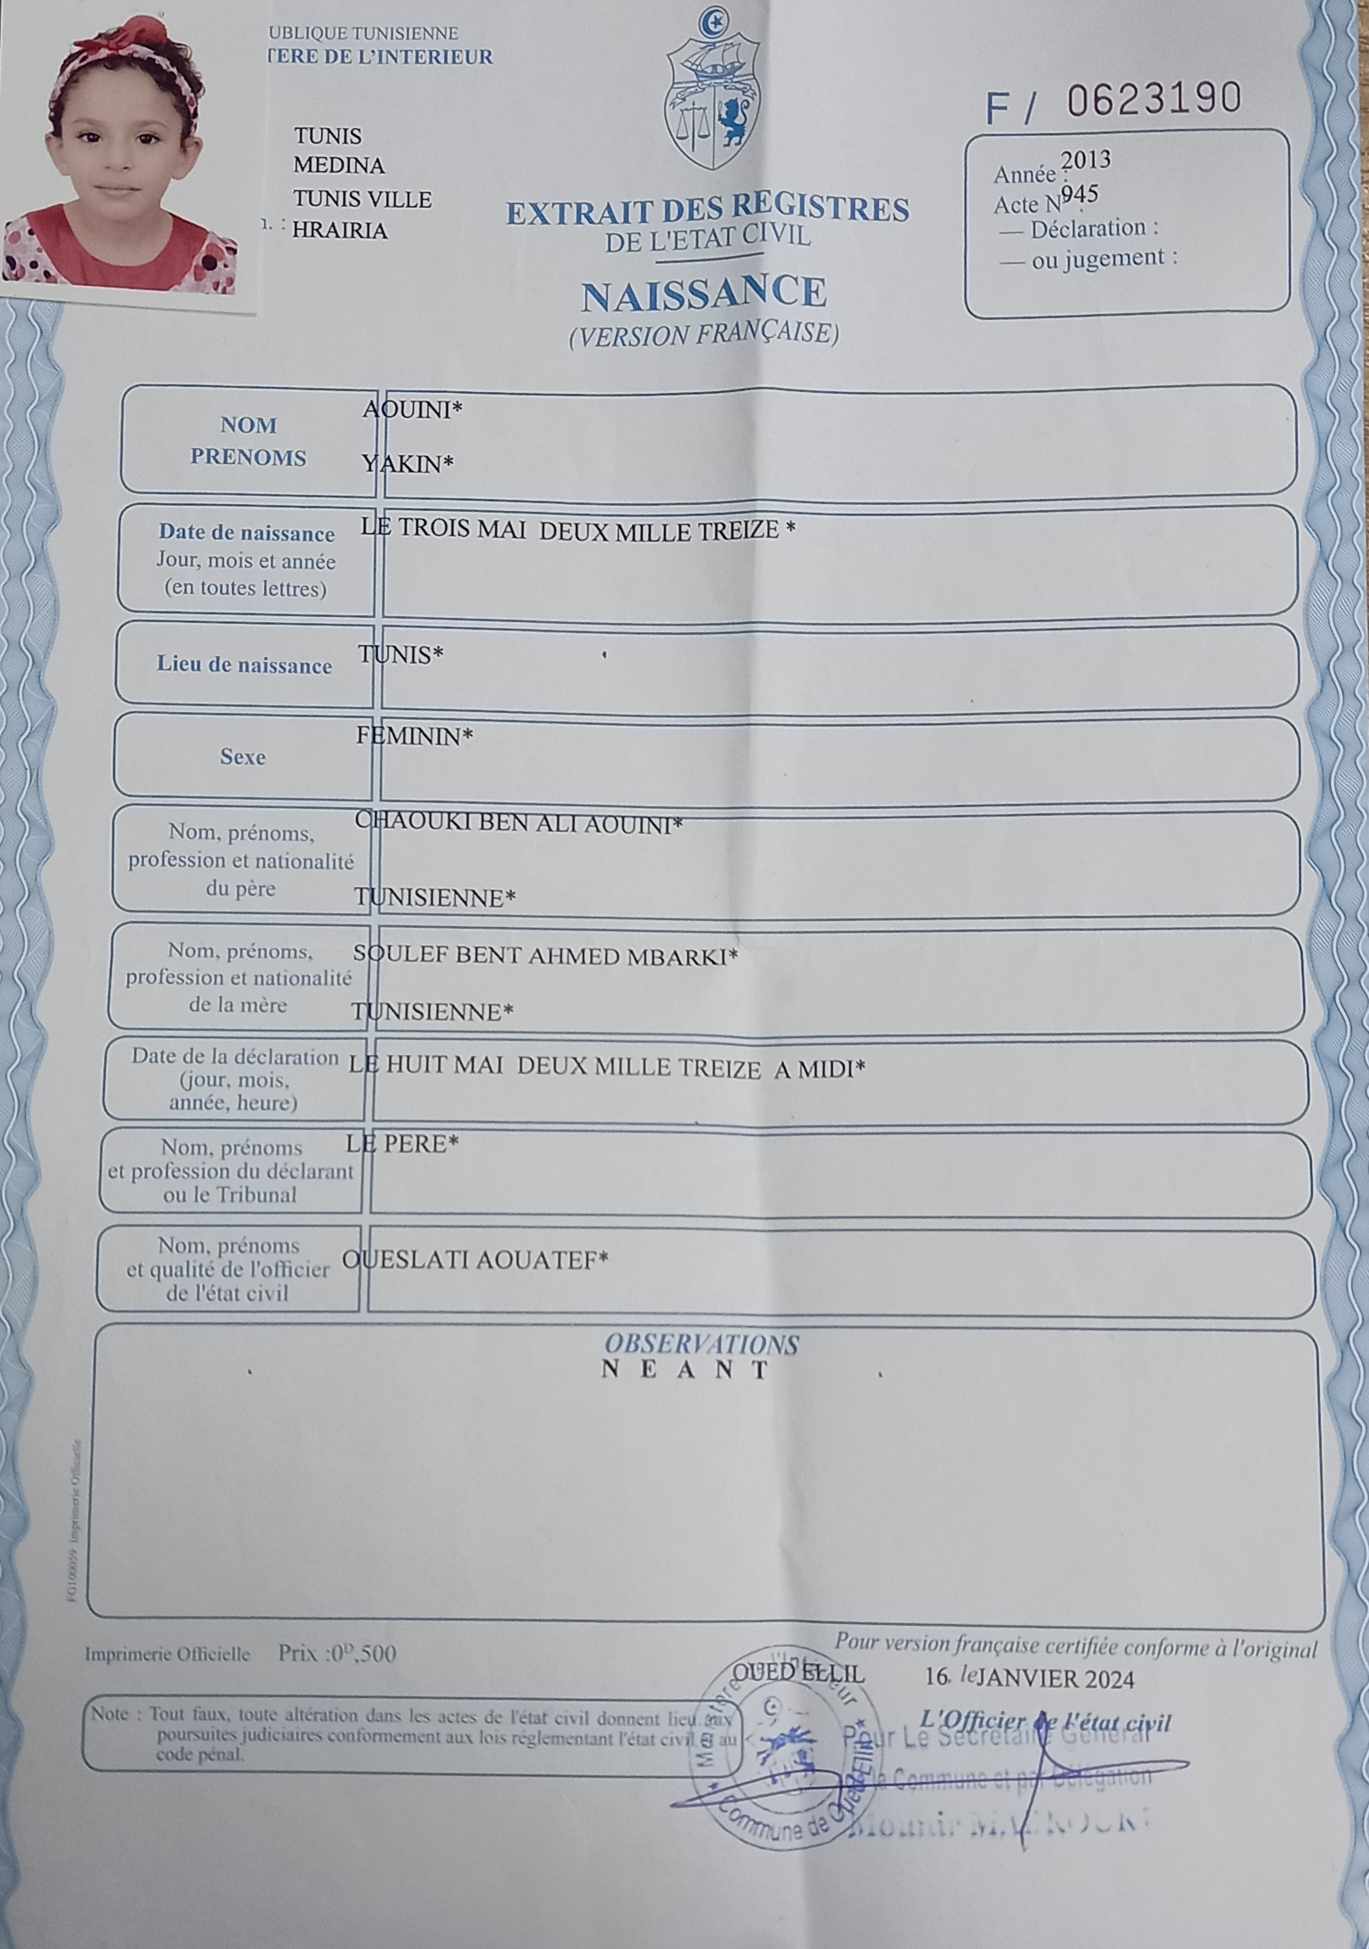 UBLIQUE TUNISIENNE
TERE DE L'INTERIEUR
TUNIS
MEDINA
TUNIS VILLE
HRAIRIA
EXTRAIT DES REGISTRES
DE L'ETAT CIVIL
NAISSANCE
(VERSION FRANÇAISE)
F / 0623190
Année : 2013
Acte N° 945
— Déclaration :
— ou jugement :
NOM AOUINI*
PRENOMS YAKIN*
Date de naissance LE TROIS MAI DEUX MILLE TREIZE *
Jour, mois et année
(en toutes lettres)
Lieu de naissance TUNIS*
Sexe FEMININ*
Nom, prénoms, CHAOUKI BEN ALI AOUINI*
profession et nationalité
du père TUNISIENNE*
Nom, prénoms, SOULEF BENT AHMED MBARKI*
profession et nationalité
de la mère TUNISIENNE*
Date de la déclaration LE HUIT MAI DEUX MILLE TREIZE A MIDI*
(jour, mois,
année, heure)
Nom, prénoms LE PERE*
et profession du déclarant
ou le Tribunal
Nom, prénoms
et qualité de l'officier OUESLATI AOUATEF*
de l'état civil
OBSERVATIONS
N E A N T
FG100059 Imprimerie Officielle
Imprimerie Officielle Prix :0ᴰ,500
Pour version française certifiée conforme à l'original
OUED ELLIL 16 le JANVIER 2024
L'Officier de l'état civil
Note : Tout faux, toute altération dans les actes de l'état civil donnent lieu aux
poursuites judiciaires conformement aux lois réglementant l'état civil et au
code pénal.
Pour Le Secrétaire Général
la Commune et par Délégation
Mounir
Commune de Oued Ellil